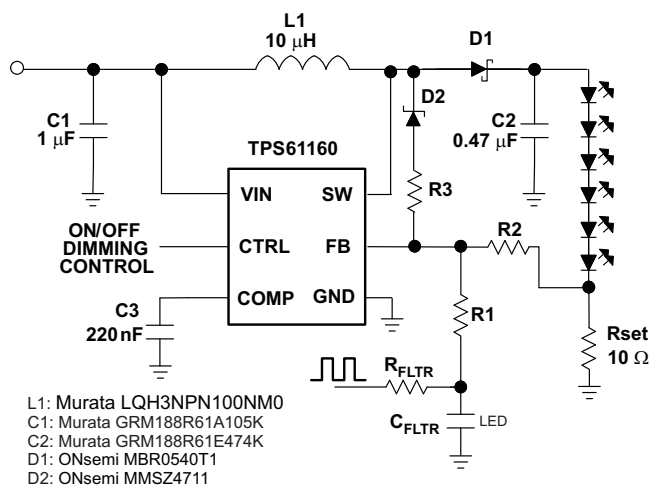 L1
10 μH
D1
C1
1 μF
D2
C2
0.47 μF
TPS61160
VIN
SW
R3
ON/OFF
DIMMING
CONTROL
CTRL
FB
R2
COMP
GND
C3
220 nF
R1
Rset
10 Ω
RFLTR
CFLTR
LED
L1: Murata LQH3NPN100NM0
C1: Murata GRM188R61A105K
C2: Murata GRM188R61E474K
D1: ONsemi MBR0540T1
D2: ONsemi MMSZ4711